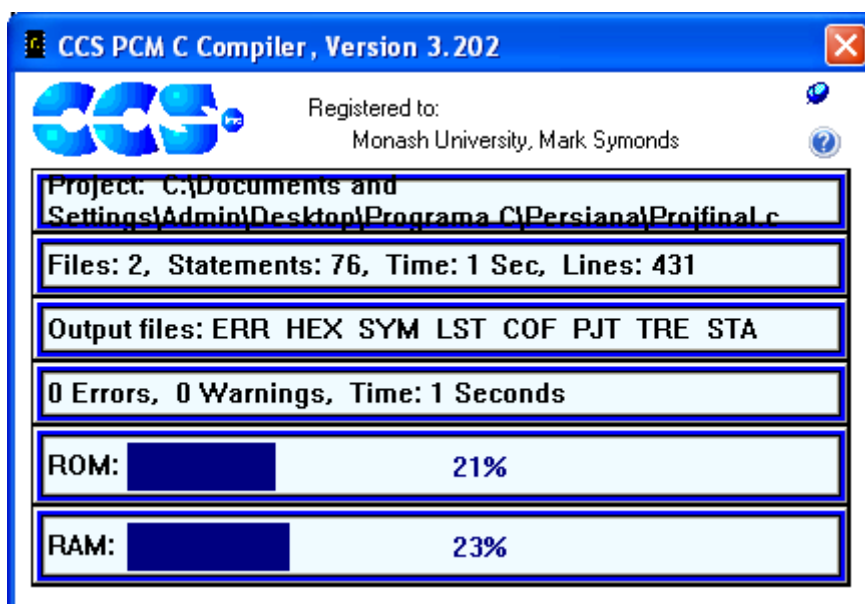 CCS PCM C Compiler, Version 3.202
CCS inc
Registered to:
Monash University, Mark Symonds
Project: C:\Documents and
Settings\Admin\Desktop\Programa C\Persiana\Projfinal.c
Files: 2, Statements: 76, Time: 1 Sec, Lines: 431
Output files: ERR HEX SYM LST COF PJT TRE STA
0 Errors, 0 Warnings, Time: 1 Seconds
ROM: 21%
RAM: 23%